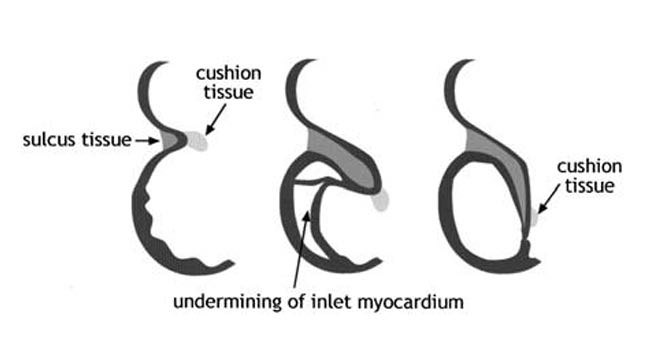 cushion
tissue
sulcus tissue
cushion
tissue
undermining of inlet myocardium